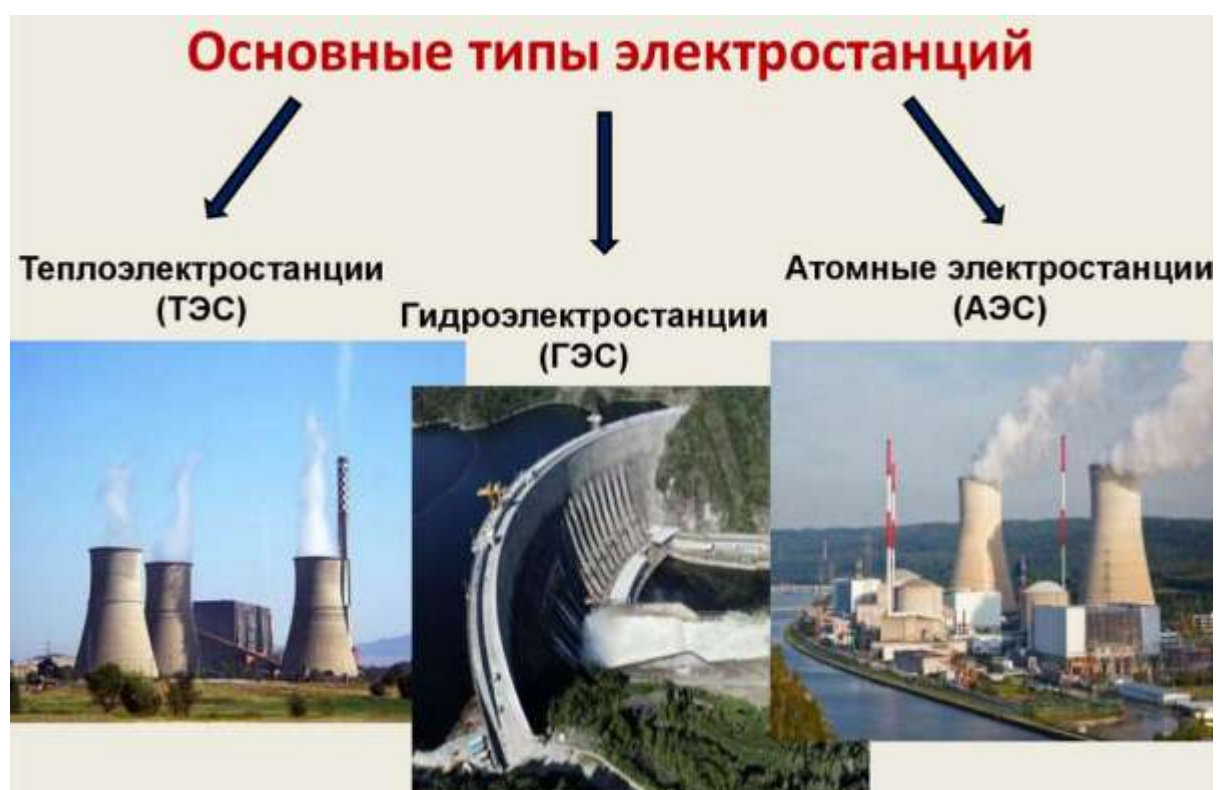 Основные типы электростанций
Теплоэлектростанции
(ТЭС)
Гидроэлектростанции
(ГЭС)
Атомные электростанции
(АЭС)